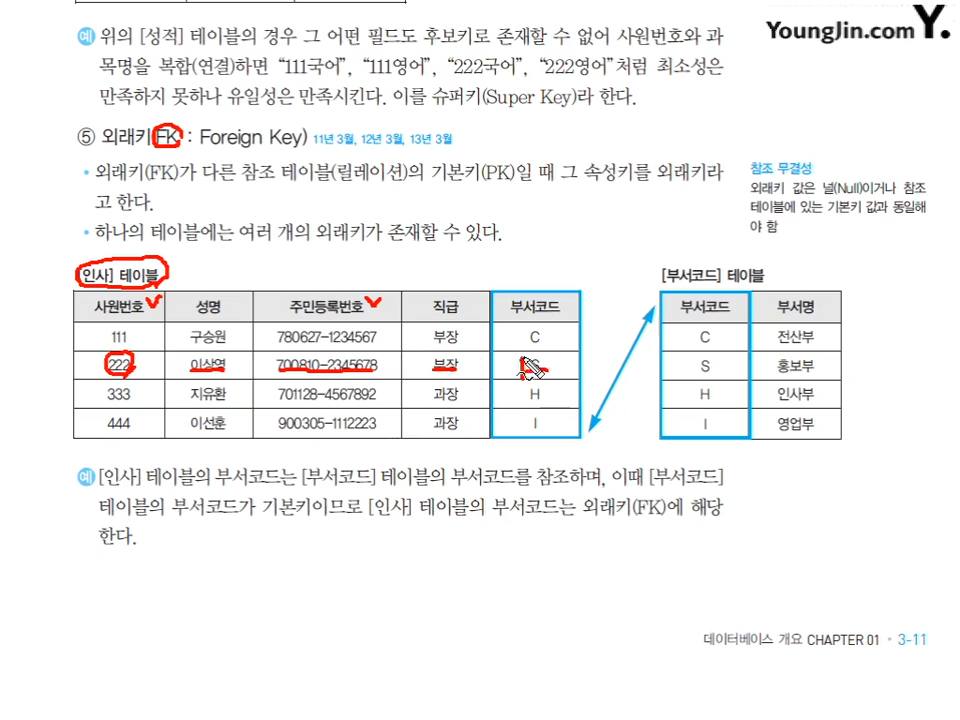 YoungJin.com Y.
예 위의 [성적] 테이블의 경우 그 어떤 필드도 후보키로 존재할 수 없어 사원번호와 과
목명을 복합(연결)하면 “111국어”, “111영어”, “222국어”, “222영어”처럼 최소성은
만족하지 못하나 유일성은 만족시킨다. 이를 슈퍼키(Super Key)라 한다.
⑤ 외래키(FK : Foreign Key) 11년 3월, 12년 3월, 13년 3월
• 외래키(FK)가 다른 참조 테이블(릴레이션)의 기본키(PK)일 때 그 속성키를 외래키라
고 한다.
• 하나의 테이블에는 여러 개의 외래키가 존재할 수 있다.
참조 무결성
외래키 값은 널(Null)이거나 참조
테이블에 있는 기본키 값과 동일해
야 함
[인사] 테이블
사원번호 성명 주민등록번호 직급 부서코드
111 구승원 780627-1234567 부장 C
222 이상영 700810-2345678 부장
333 지유환 701128-4567892 과장 H
444 이선훈 900305-1112223 과장 I
[부서코드] 테이블
부서코드 부서명
C 전산부
S 홍보부
H 인사부
I 영업부
예 [인사] 테이블의 부서코드는 [부서코드] 테이블의 부서코드를 참조하며, 이때 [부서코드]
테이블의 부서코드가 기본키이므로 [인사] 테이블의 부서코드는 외래키(FK)에 해당
한다.
데이터베이스 개요 CHAPTER 01 • 3-11